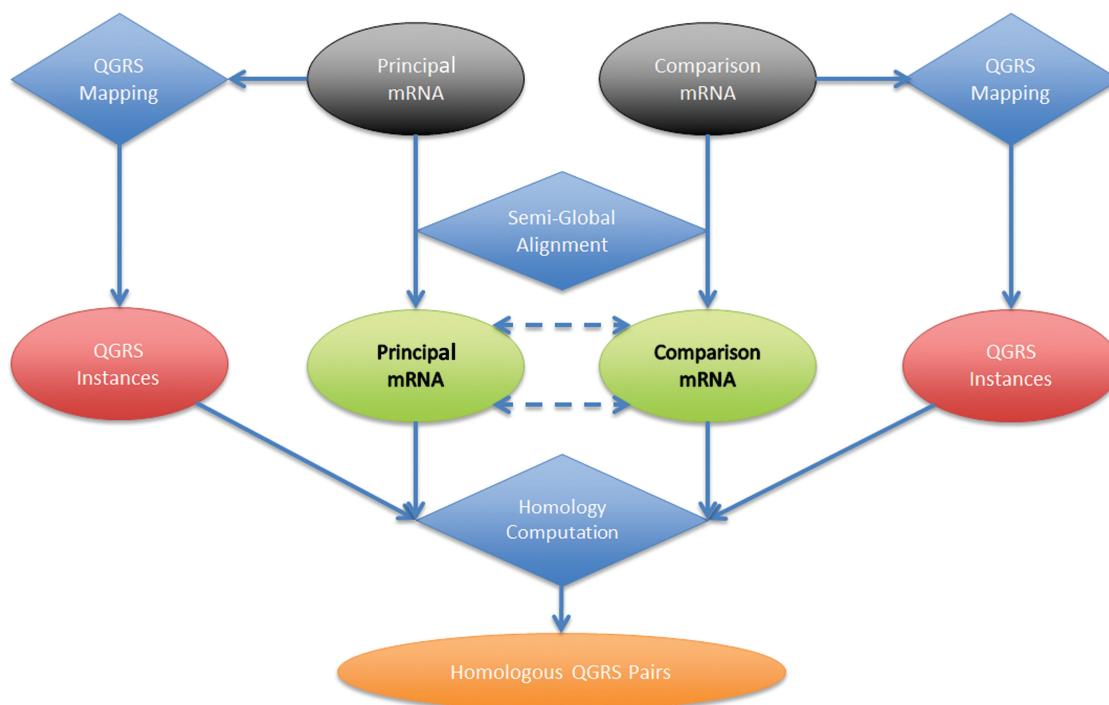 QGRS
Mapping
Principal
mRNA
Comparison
mRNA
QGRS
Mapping
Semi-Global
Alignment
QGRS
Instances
Principal
mRNA
Comparison
mRNA
QGRS
Instances
Homology
Computation
Homologous QGRS Pairs